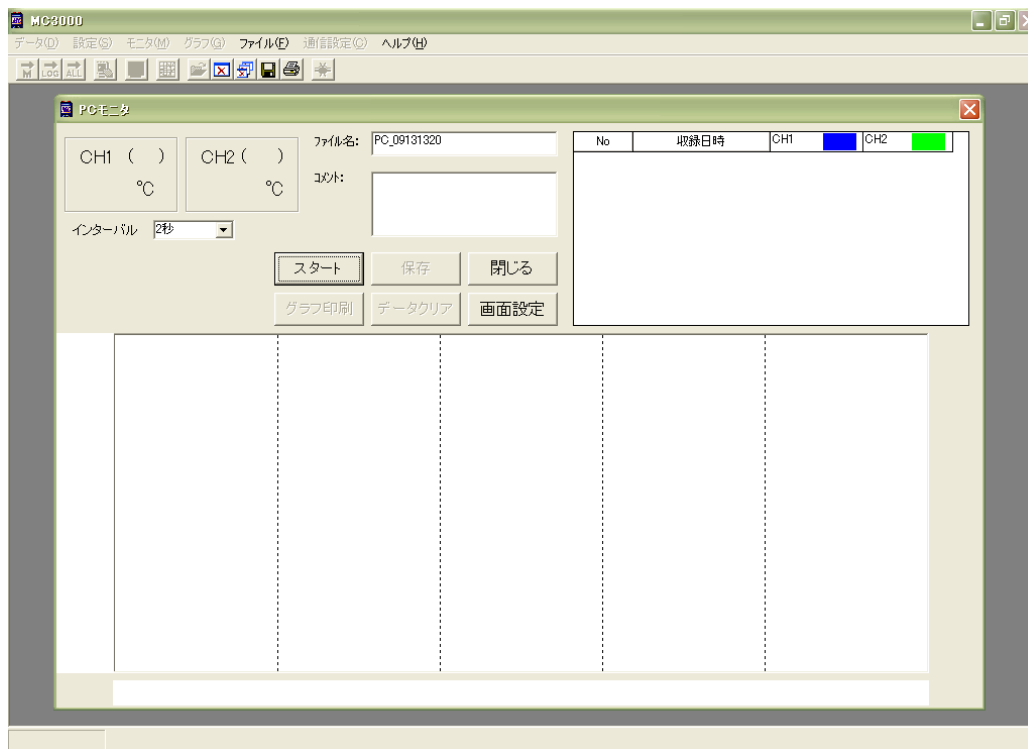 MC3000
データ(D) 設定(S) モニタ(M) グラフ(G) ファイル(F) 通信設定(C) ヘルプ(H)
M LOG ALL
PCモニタ
CH1 ( ) ℃
CH2 ( ) ℃
インターバル 2秒
ファイル名: PC_09131320
コメント:
スタート 保存 閉じる
グラフ印刷 データクリア 画面設定
No 収録日時 CH1 CH2